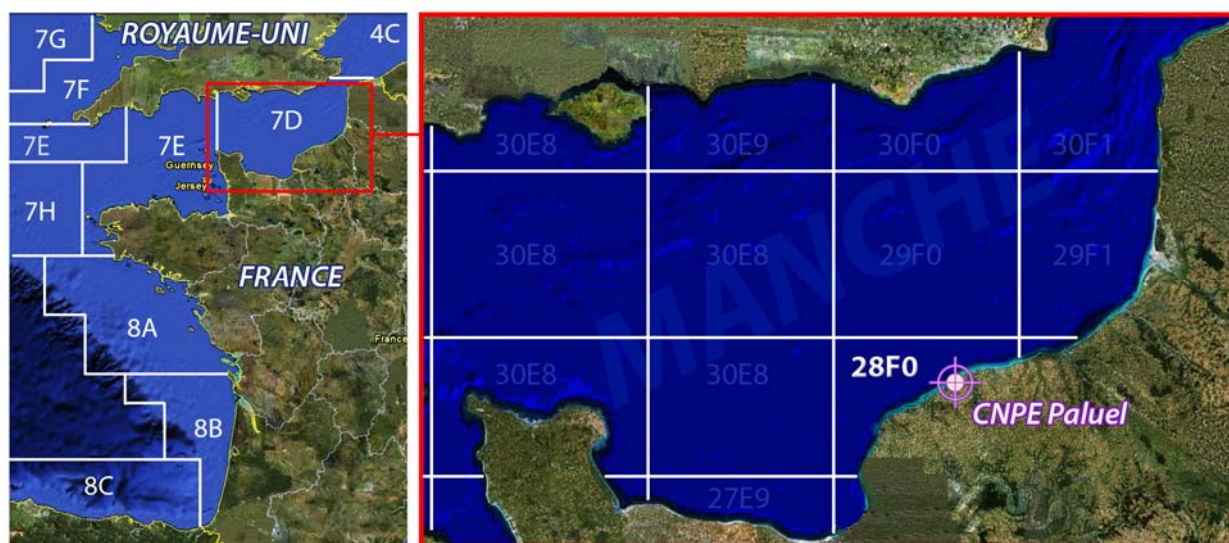 7G
ROYAUME-UNI
4C
7F
7D
7E
7E
Guernsey
Jersey
7H
FRANCE
8A
France
8B
8C
30E8
30E9
30F0
30F1
MANCHE
30E8
30E8
29F0
29F1
30E8
30E8
28F0
CNPE Paluel
27E9